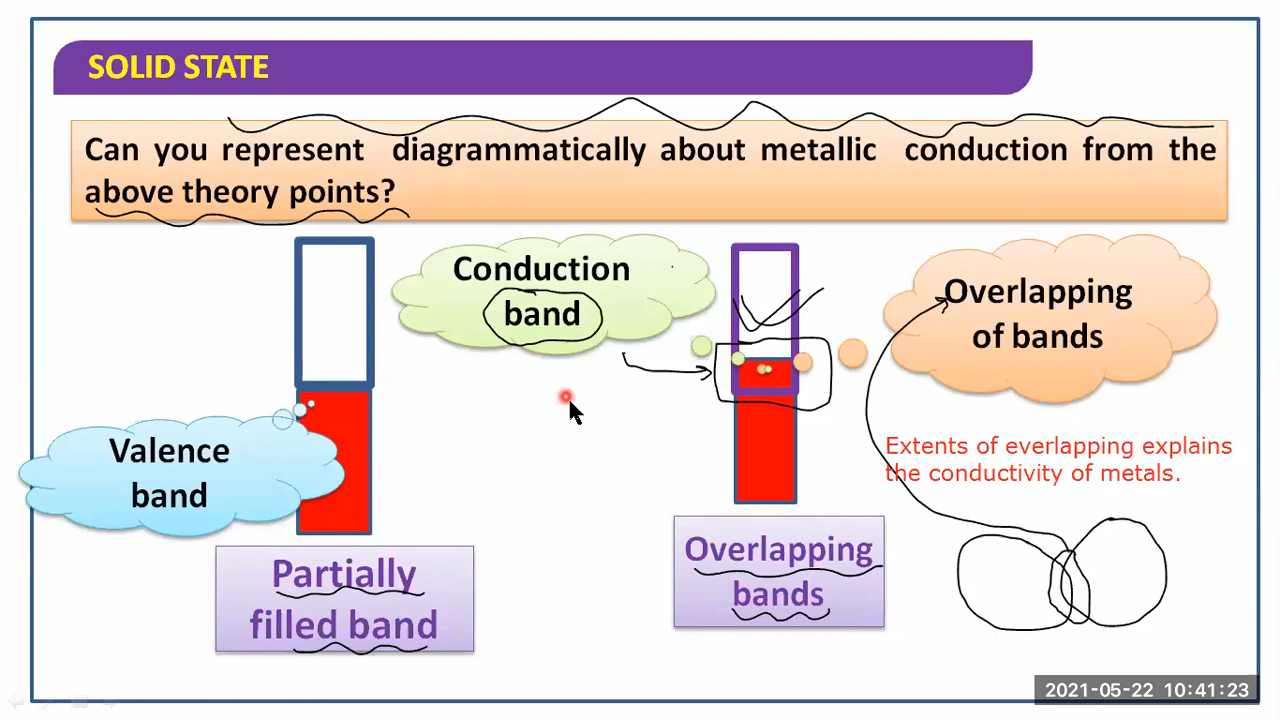 SOLID STATE
Can you represent diagrammatically about metallic conduction from the
above theory points?
Conduction
band
Overlapping
of bands
Valence
band
Extents of everlapping explains
the conductivity of metals.
Partially
filled band
Overlapping
bands
2021-05-22 10:41:23